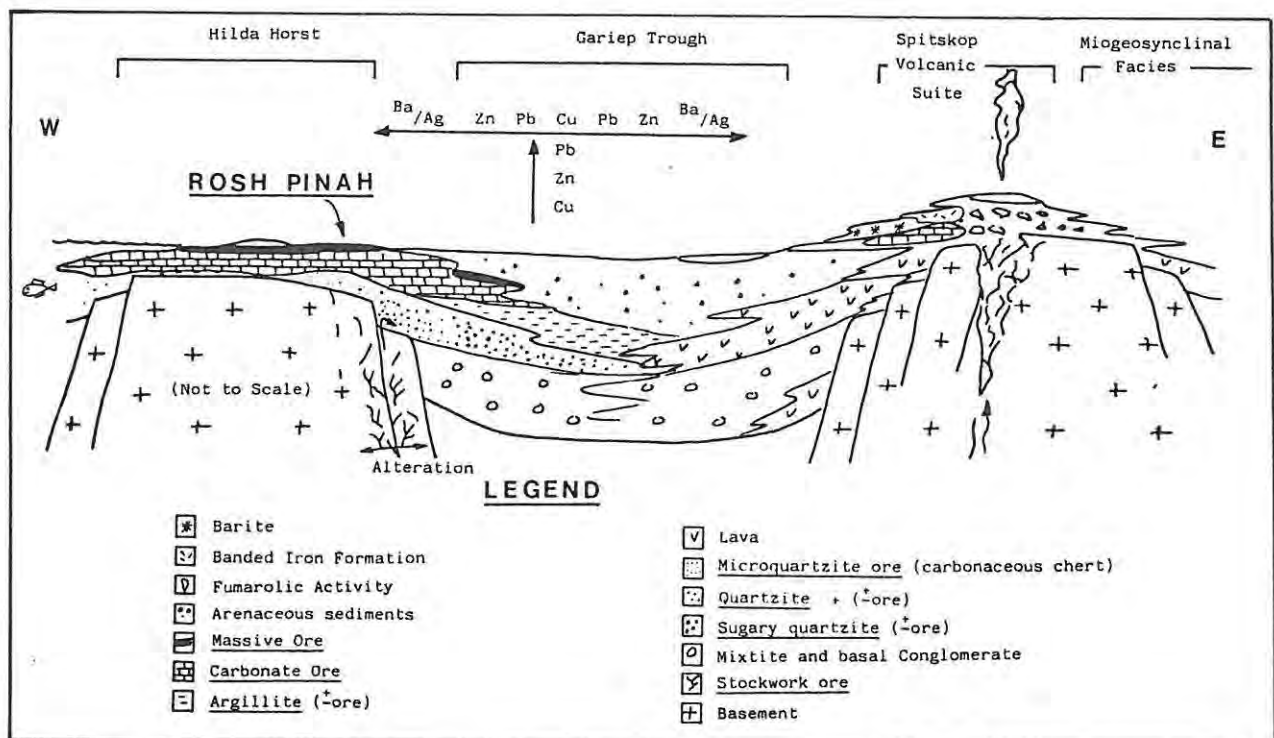 Hilda Horst
Gariep Trough
Spitskop
Volcanic
Suite
Miogeosynclinal
Facies
W
Ba/Ag Zn Pb Cu Pb Zn Ba/Ag
Pb
Zn
Cu
E
ROSH PINAH
(Not to Scale)
Alteration
LEGEND
Barite
Banded Iron Formation
Fumarolic Activity
Arenaceous sediments
Massive Ore
Carbonate Ore
Argillite (±ore)
Lava
Microquartzite ore (carbonaceous chert)
Quartzite + (±ore)
Sugary quartzite (±ore)
Mixtite and basal Conglomerate
Stockwork ore
Basement